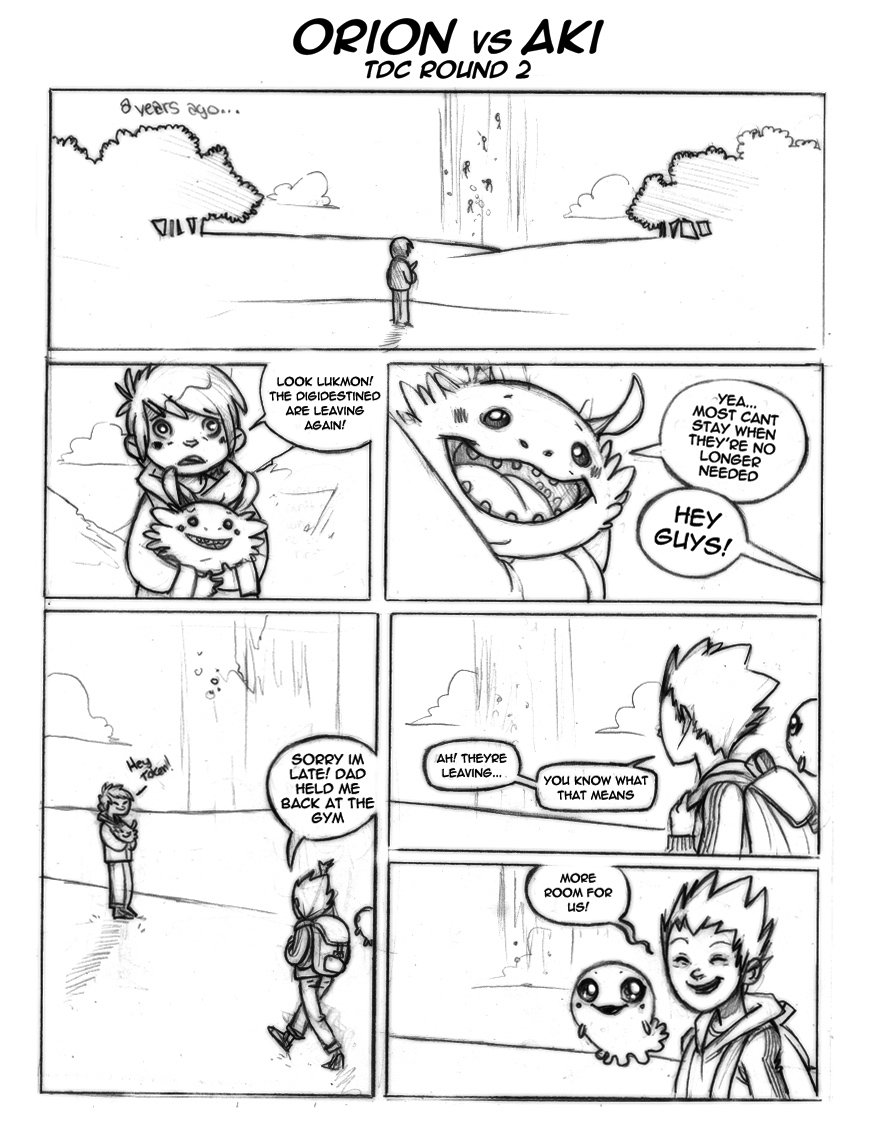 ORION VS AKI
TDC ROUND 2
8 years ago...
LOOK LUKMON!
THE DIGIDESTINED
ARE LEAVING
AGAIN!
YEA...
MOST CANT
STAY WHEN
THEY'RE NO
LONGER
NEEDED
HEY
GUYS!
Hey
SORRY IM
LATE! DAD
HELD ME
BACK AT THE
GYM
AH! THEYRE
LEAVING...
YOU KNOW WHAT
THAT MEANS
MORE
ROOM FOR
US!